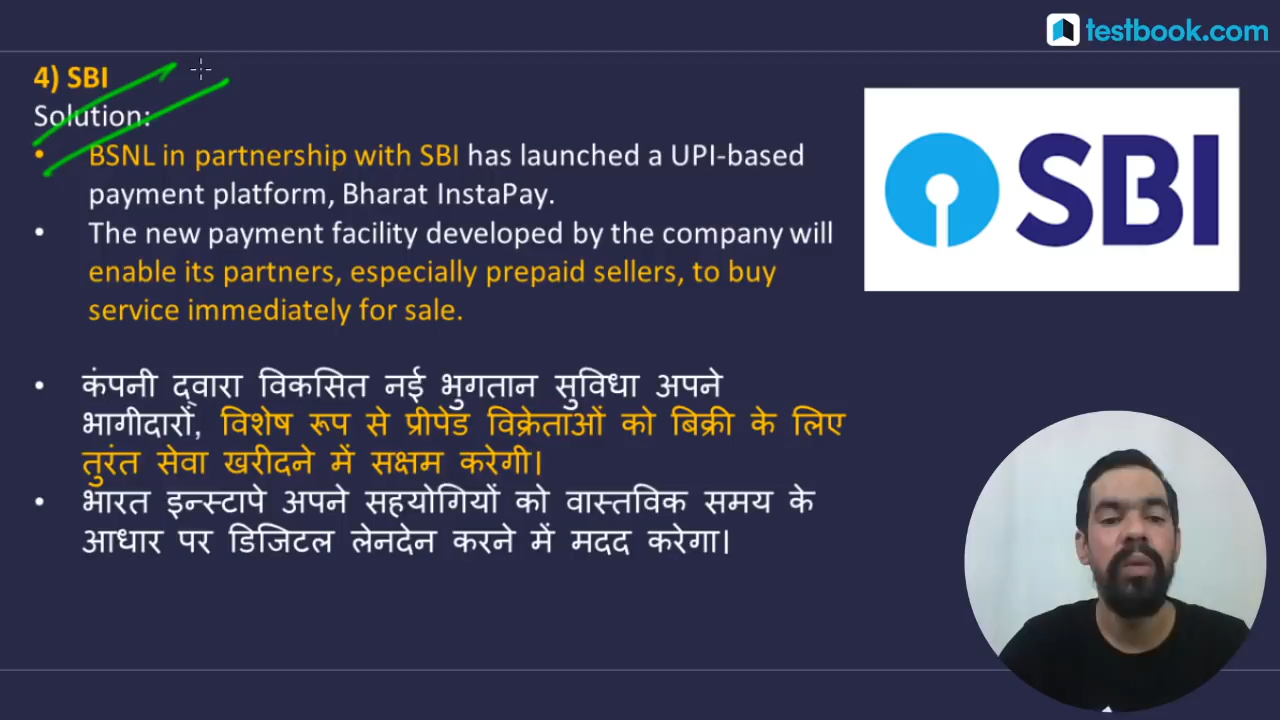 testbook.com
4) SBI
Solution:
• BSNL in partnership with SBI has launched a UPI-based
payment platform, Bharat InstaPay.
• The new payment facility developed by the company will
enable its partners, especially prepaid sellers, to buy
service immediately for sale.
SBI
• कंपनी द्वारा विकसित नई भुगतान सुविधा अपने
भागीदारों, विशेष रूप से प्रीपेड विक्रेताओं को बिक्री के लिए
तुरंत सेवा खरीदने में सक्षम करेगी।
• भारत इन्स्टापे अपने सहयोगियों को वास्तविक समय के
आधार पर डिजिटल लेनदेन करने में मदद करेगा।